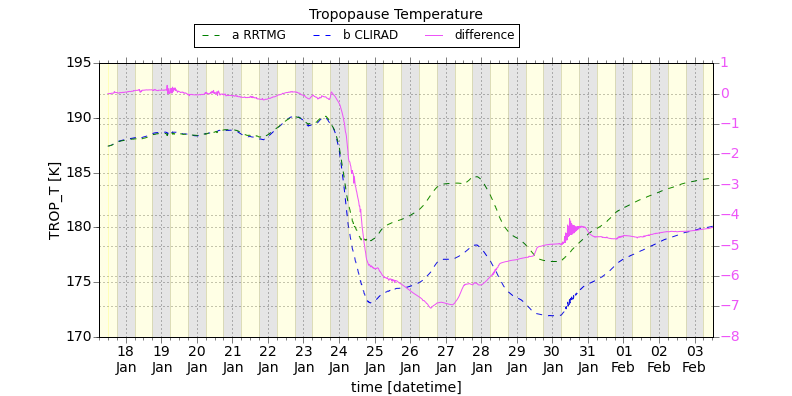 Tropopause Temperature
a RRTMG b CLIRAD difference
195 1
190 0
185 −1
180 −2
175 −3
170 −4
−5
−6
−7
−8
TROP_T [K]
18 19 20 21 22 23 24 25 26 27 28 29 30 31 01 02 03
Jan Jan Jan Jan Jan Jan Jan Jan Jan Jan Jan Jan Jan Jan Feb Feb Feb
time [datetime]